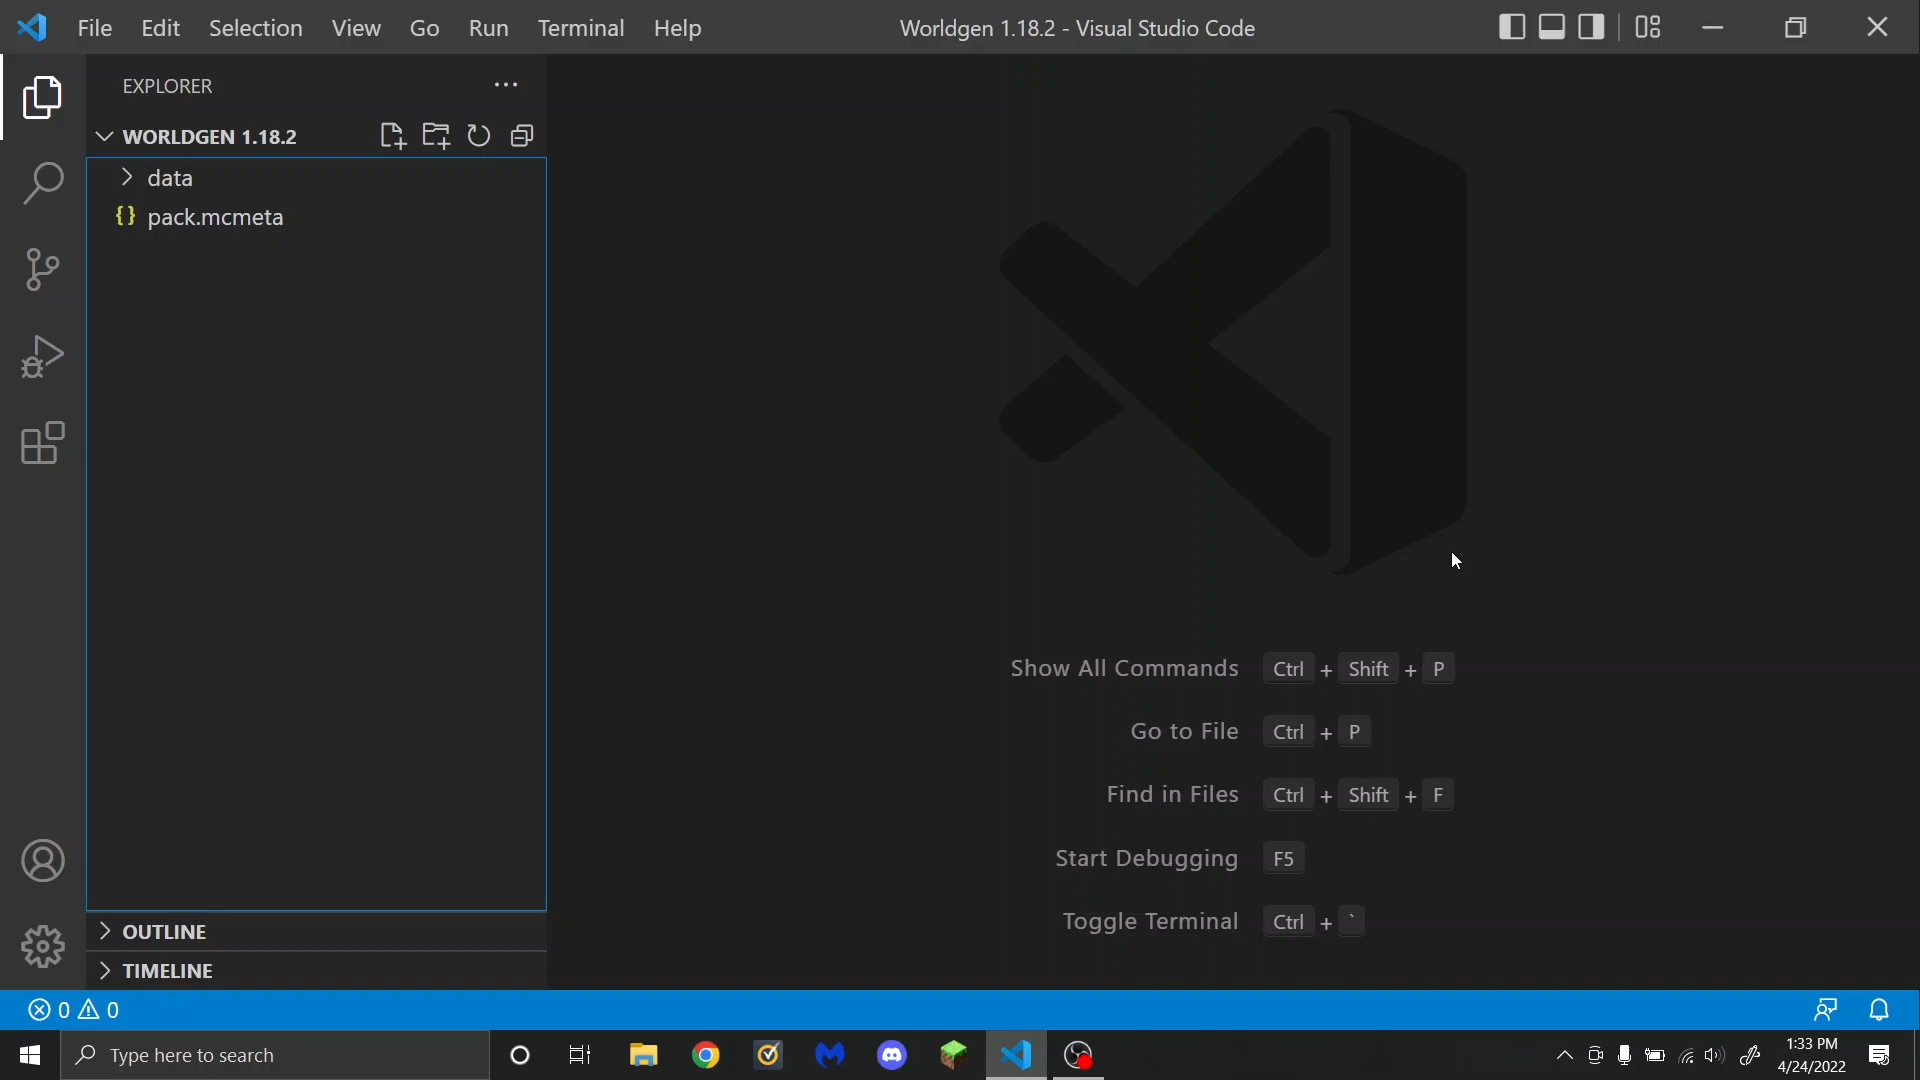 File Edit Selection View Go Run Terminal Help
Worldgen 1.18.2 - Visual Studio Code
EXPLORER
WORLDGEN 1.18.2
data
{} pack.mcmeta
Show All Commands Ctrl + Shift + P
Go to File Ctrl + P
Find in Files Ctrl + Shift + F
Start Debugging F5
Toggle Terminal Ctrl + `
OUTLINE
TIMELINE
0 0
Type here to search
1:33 PM
4/24/2022